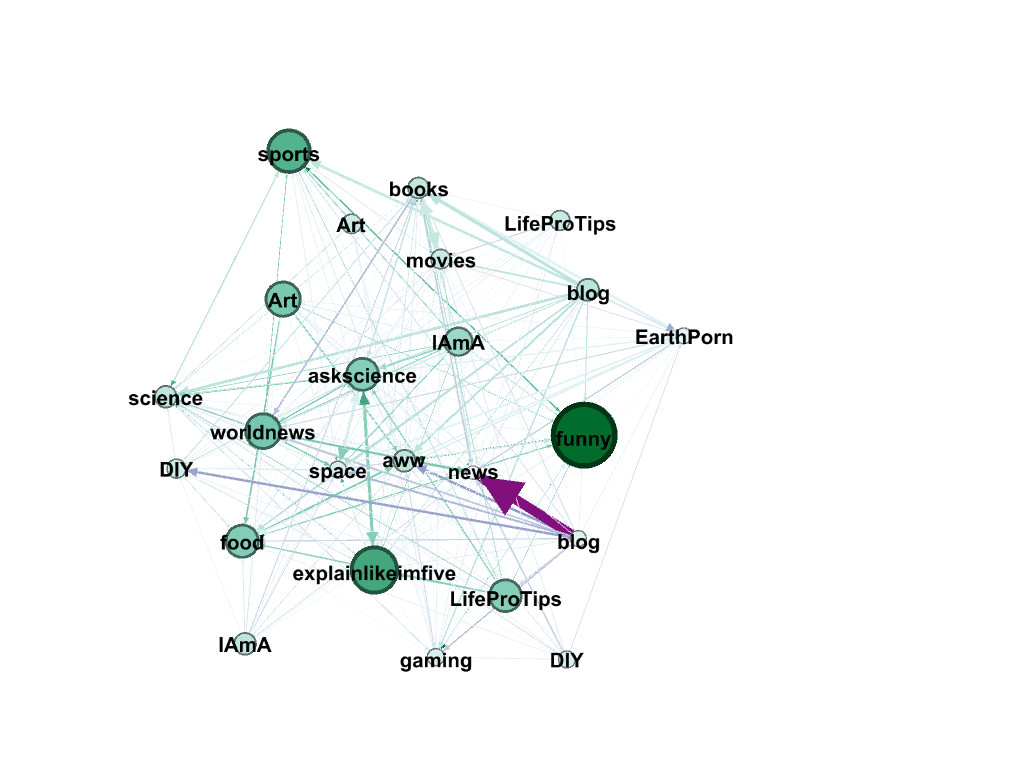 sports
books
Art
LifeProTips
movies
blog
Art
EarthPorn
IAmA
askscience
science
worldnews
funny
space
aww
news
DIY
food
blog
explainlikeimfive
LifeProTips
IAmA
gaming
DIY